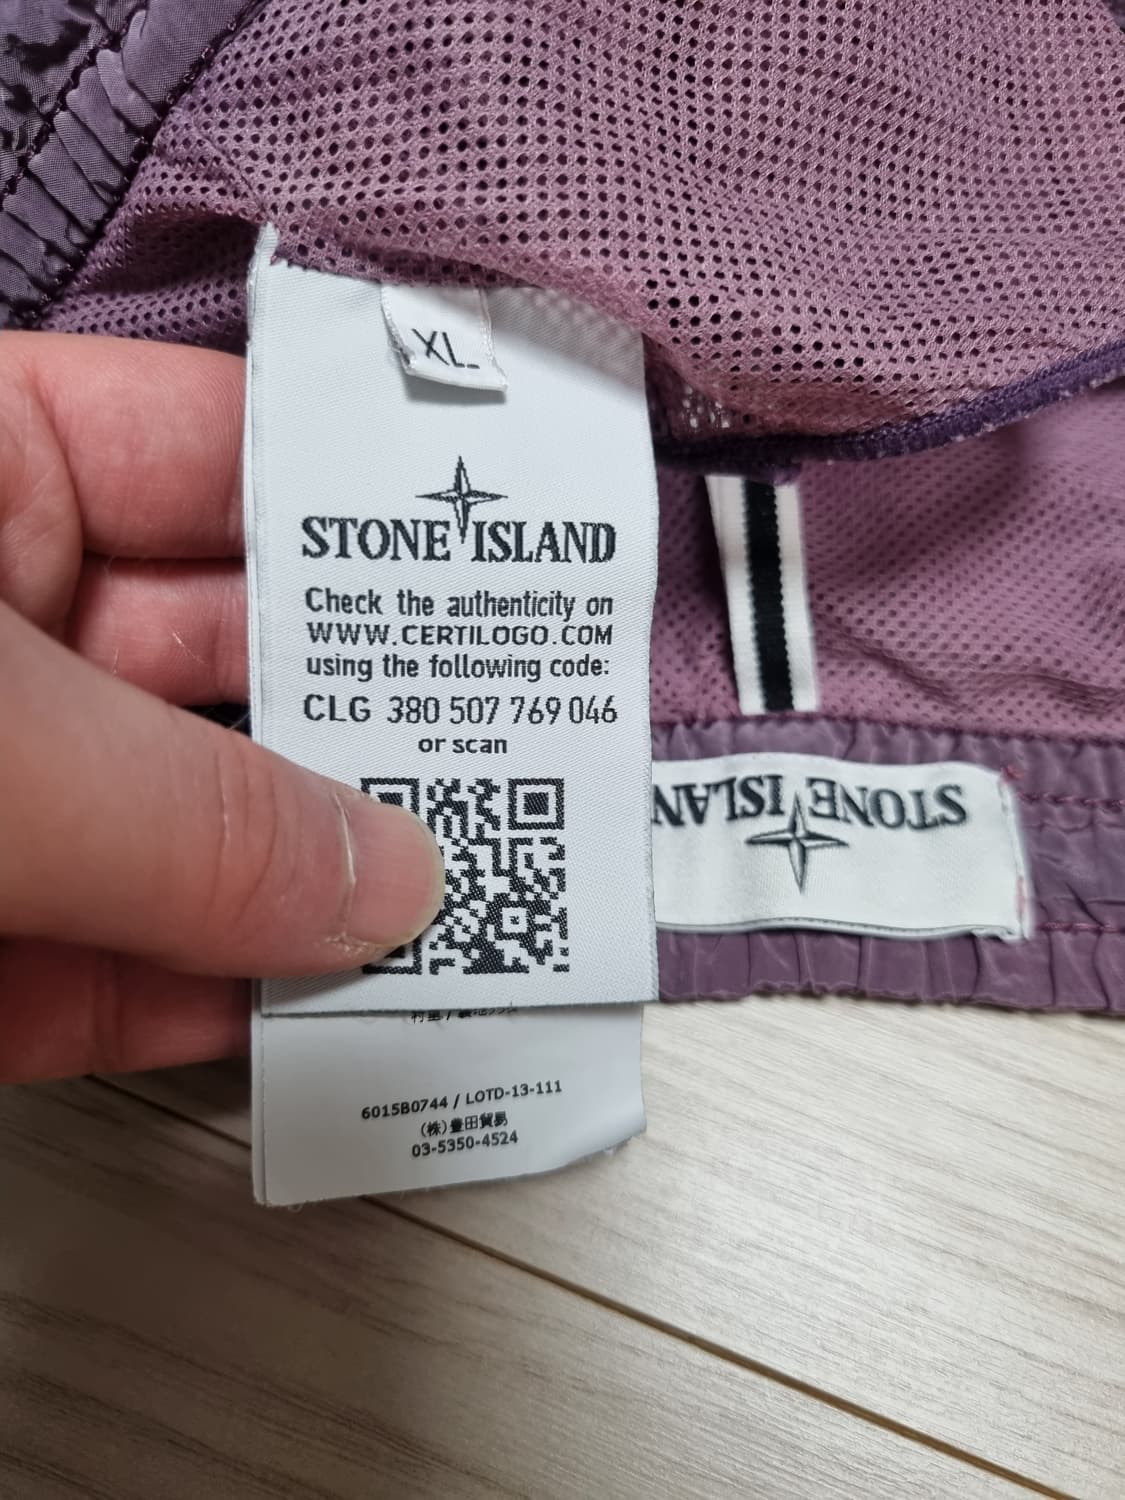 XL
STONE ISLAND
Check the authenticity on
WWW.CERTILOGO.COM
using the following code:
CLG 380 507 769 046
or scan
STONE ISLAN
6015B0744 / LOTD-13-111
(株)豊田貿易
03-5350-4524